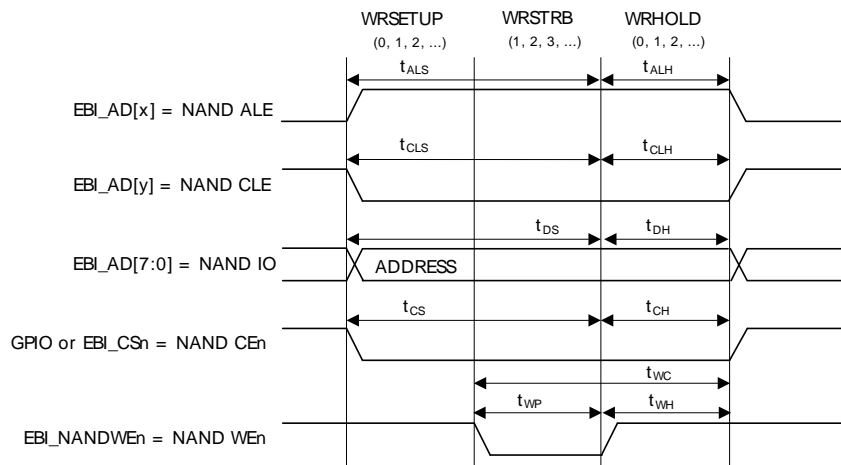 WRSETUP WRSTRB WRHOLD
(0, 1, 2, ...) (1, 2, 3, ...) (0, 1, 2, ...)
tALS tALH
EBI_AD[x] = NAND ALE
tCLS tCLH
EBI_AD[y] = NAND CLE
tDS tDH
EBI_AD[7:0] = NAND IO ADDRESS
tCS tCH
GPIO or EBI_CSn = NAND CEn
tWC
tWP tWH
EBI_NANDWEn = NAND WEn